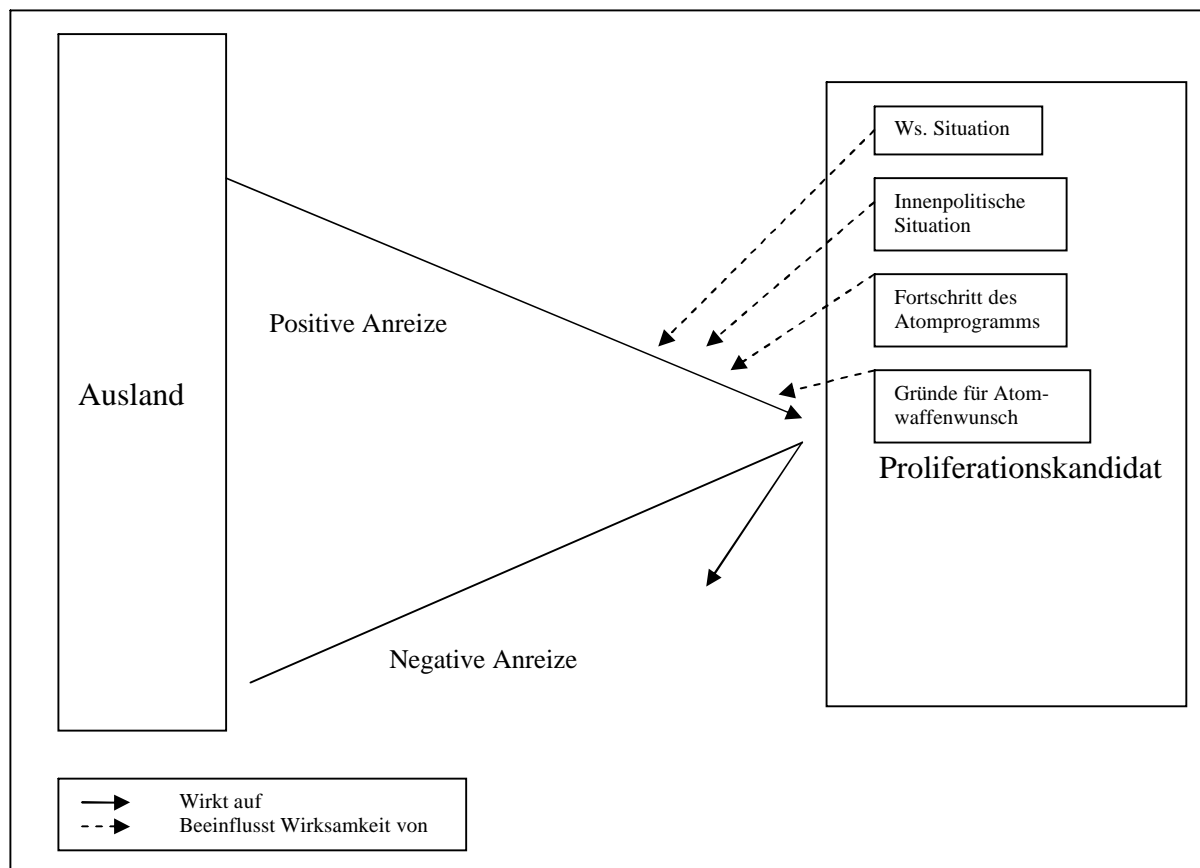 Ws. Situation
Innenpolitische
Situation
Fortschritt des
Atomprogramms
Positive Anreize
Ausland
Gründe für Atom-
waffenwunsch
Proliferationskandidat
Negative Anreize
Wirkt auf
Beeinflusst Wirksamkeit von